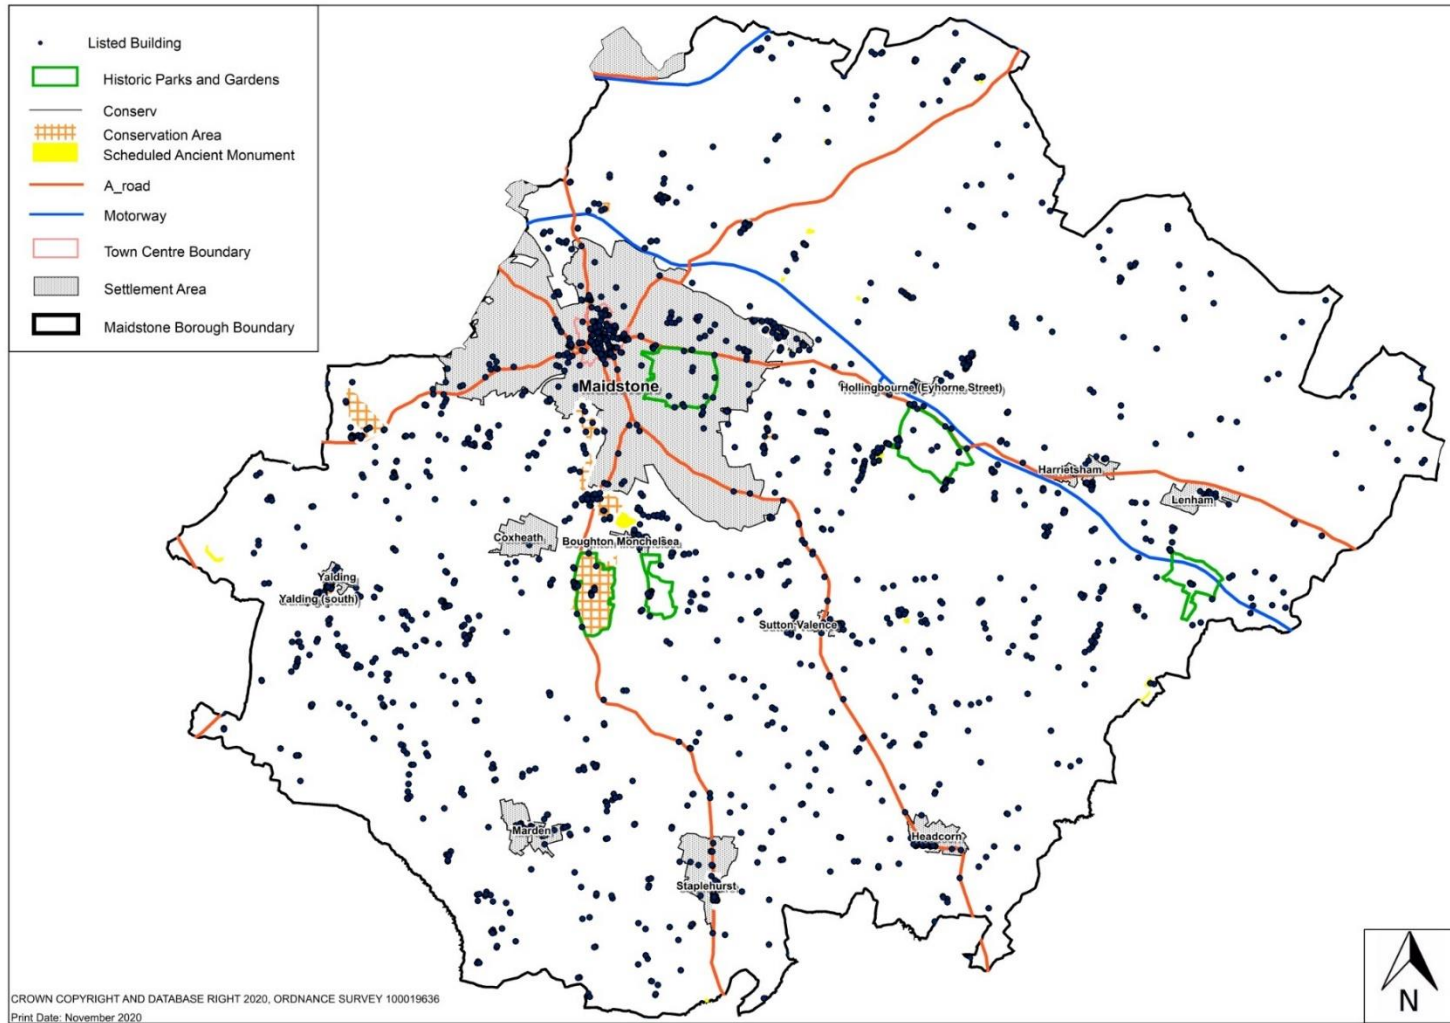 Listed Building
Historic Parks and Gardens
Conserv
Conservation Area
Scheduled Ancient Monument
A_road
Motorway
Town Centre Boundary
Settlement Area
Maidstone Borough Boundary
Maidstone
Hollingbourne (Eyhorne Street)
Harrietsham
Lenham
Coxheath
Boughton Monchelsea
Yalding
Yalding (south)
Sutton Valence
Marden
Headcorn
Staplehurst
CROWN COPYRIGHT AND DATABASE RIGHT 2020, ORDNANCE SURVEY 100019636
Print Date: November 2020
N